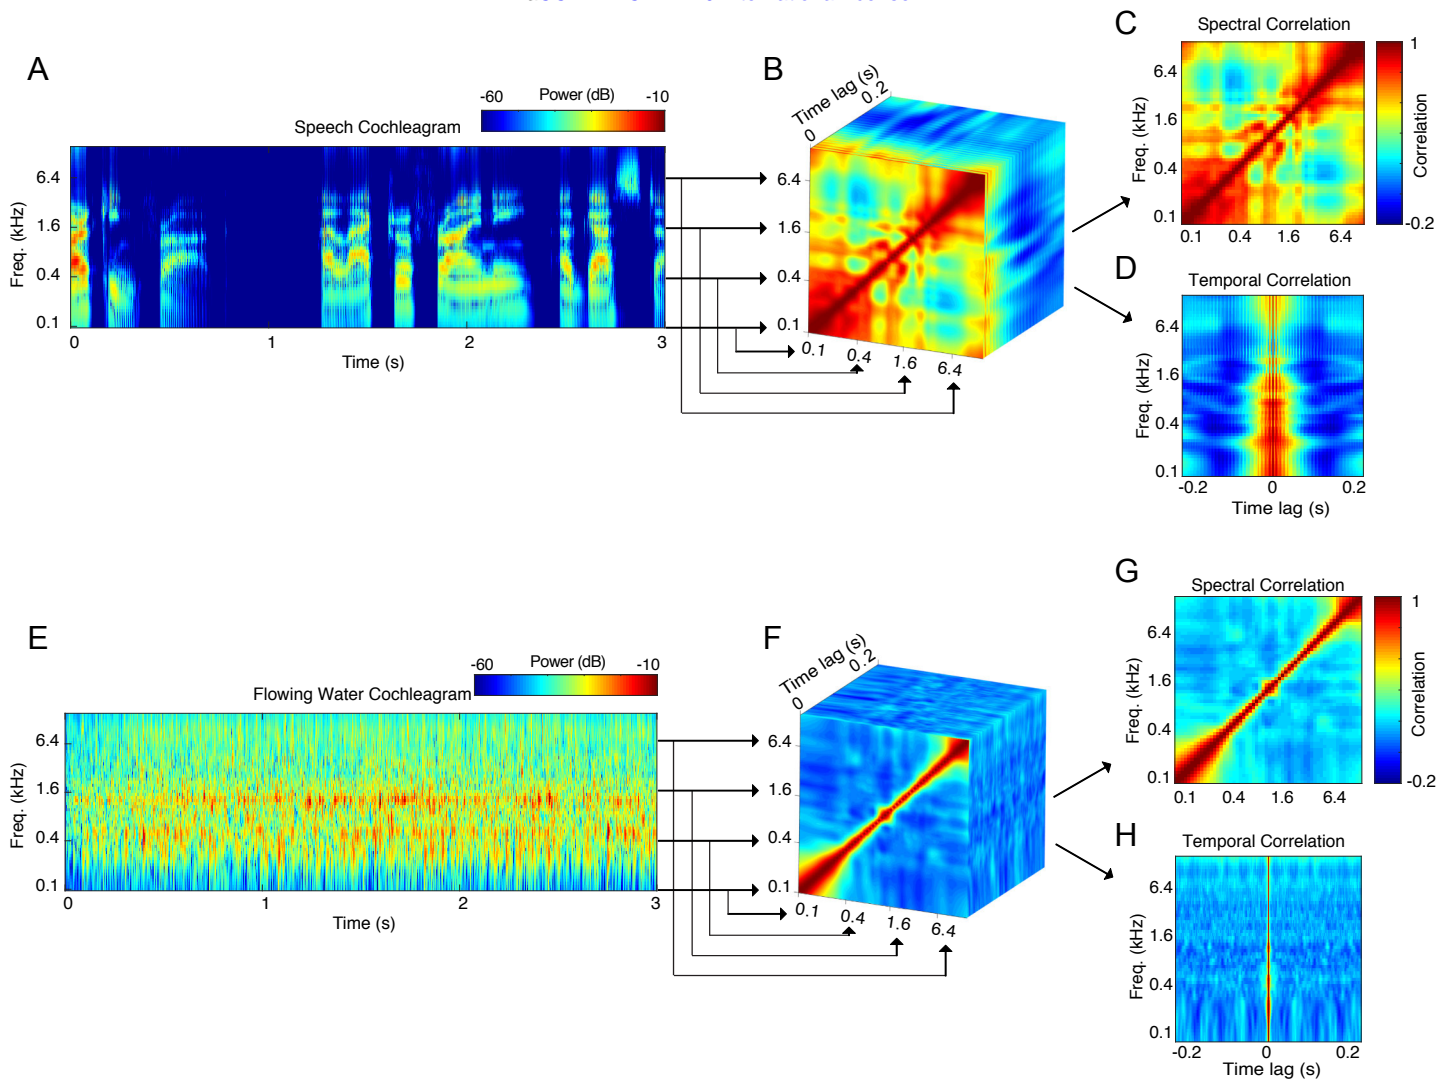 A
-60 Power (dB) -10
Speech Cochleagram
6.4
1.6
0.4
0.1
Freq. (kHz)
0 1 2 3
Time (s)
B
Time lag (s)
0 0.2
6.4
1.6
0.4
0.1
0.1 0.4 1.6 6.4
C
Spectral Correlation
6.4
1.6
0.4
0.1
Freq. (kHz)
0.1 0.4 1.6 6.4
1
Correlation
-0.2
D
Temporal Correlation
6.4
1.6
0.4
0.1
Freq. (kHz)
-0.2 0 0.2
Time lag (s)
E
-60 Power (dB) -10
Flowing Water Cochleagram
6.4
1.6
0.4
0.1
Freq. (kHz)
0 1 2 3
Time (s)
F
Time lag (s)
0 0.2
6.4
1.6
0.4
0.1
0.1 0.4 1.6 6.4
G
Spectral Correlation
6.4
1.6
0.4
0.1
Freq. (kHz)
0.1 0.4 1.6 6.4
1
Correlation
-0.2
H
Temporal Correlation
6.4
1.6
0.4
0.1
Freq. (kHz)
-0.2 0 0.2
Time lag (s)